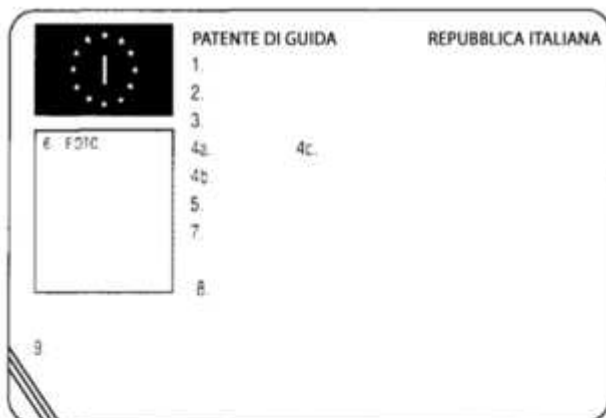 PATENTE DI GUIDA REPUBBLICA ITALIANA
I
1.
2.
3.
6. FOTO
4a. 4c.
4b.
5.
7.
8.
9